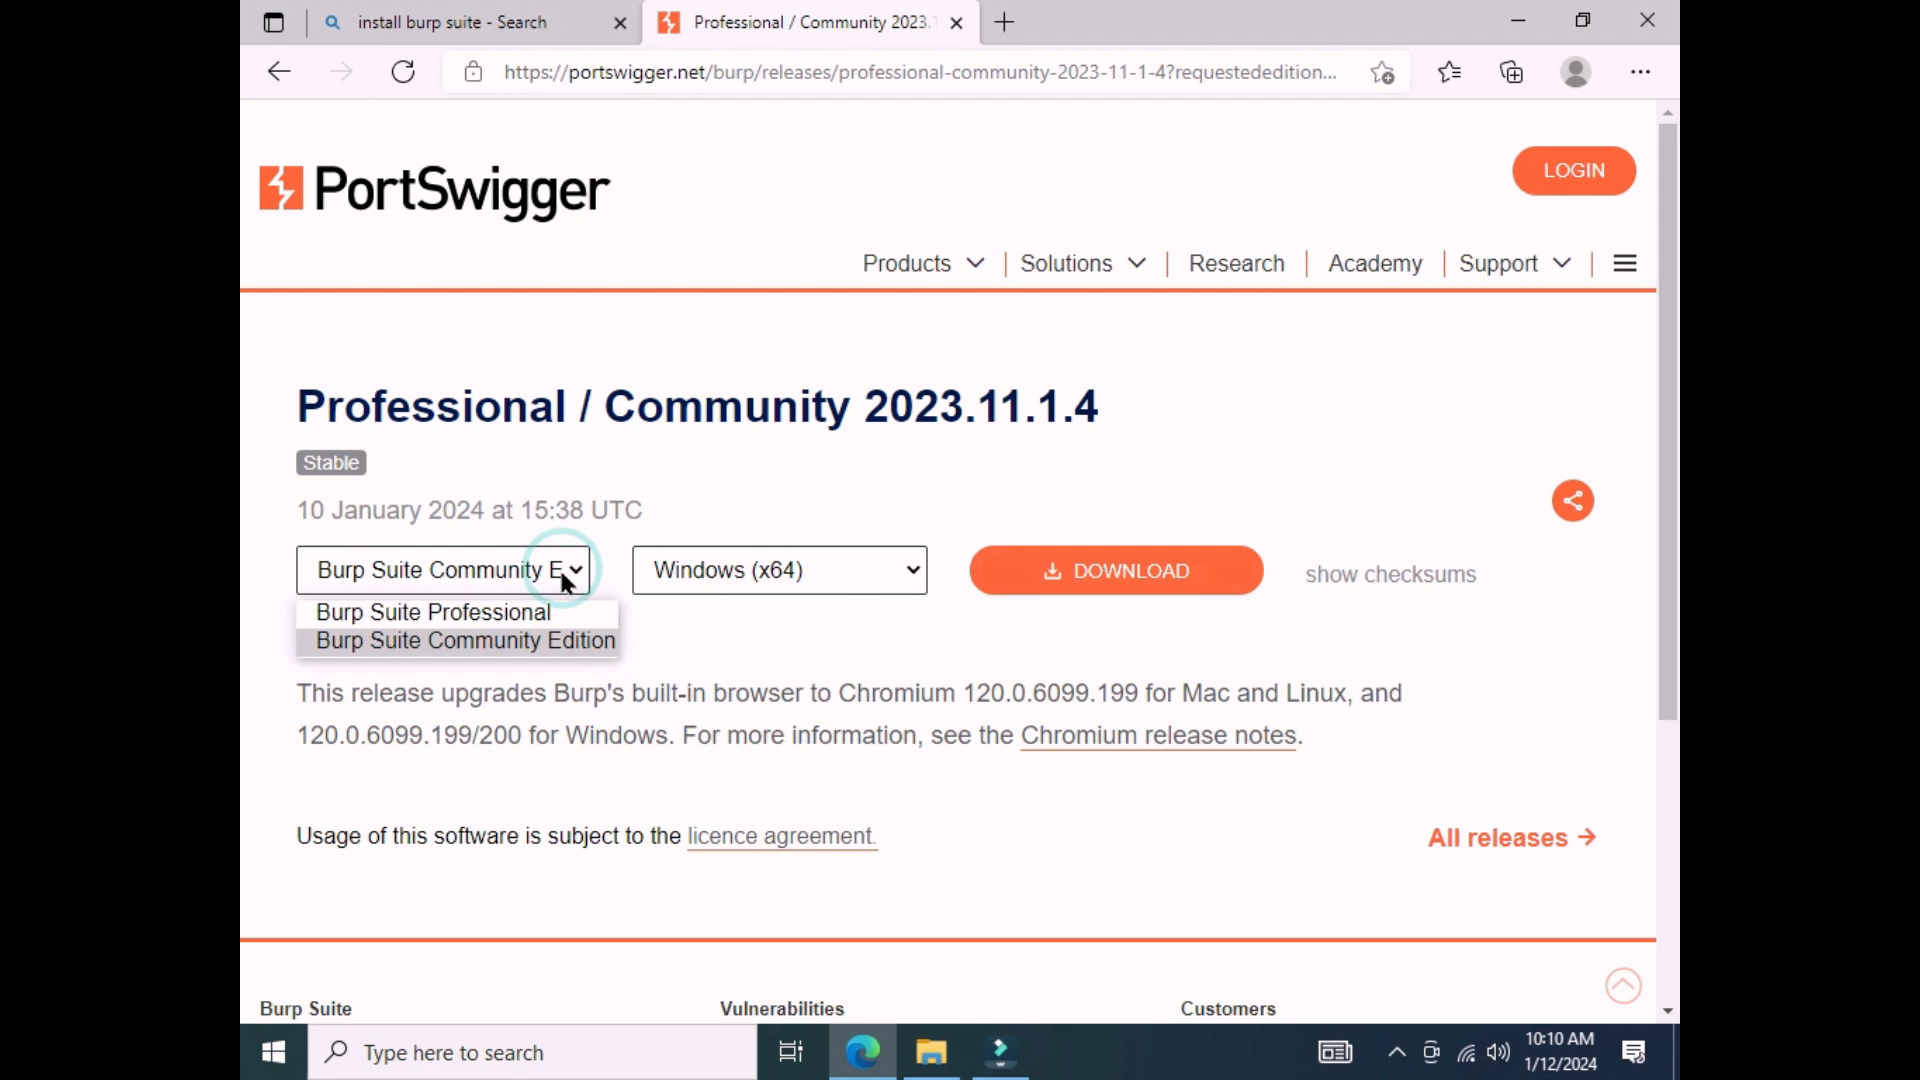 install burp suite - Search
Professional / Community 2023.
https://portswigger.net/burp/releases/professional-community-2023-11-1-4?requestededition...
PortSwigger
LOGIN
Products
Solutions
Research
Academy
Support
Professional / Community 2023.11.1.4
Stable
10 January 2024 at 15:38 UTC
Burp Suite Community E
Windows (x64)
DOWNLOAD
show checksums
Burp Suite Professional
Burp Suite Community Edition
This release upgrades Burp's built-in browser to Chromium 120.0.6099.199 for Mac and Linux, and
120.0.6099.199/200 for Windows. For more information, see the Chromium release notes.
Usage of this software is subject to the licence agreement.
All releases →
Burp Suite
Vulnerabilities
Customers
Type here to search
10:10 AM
1/12/2024